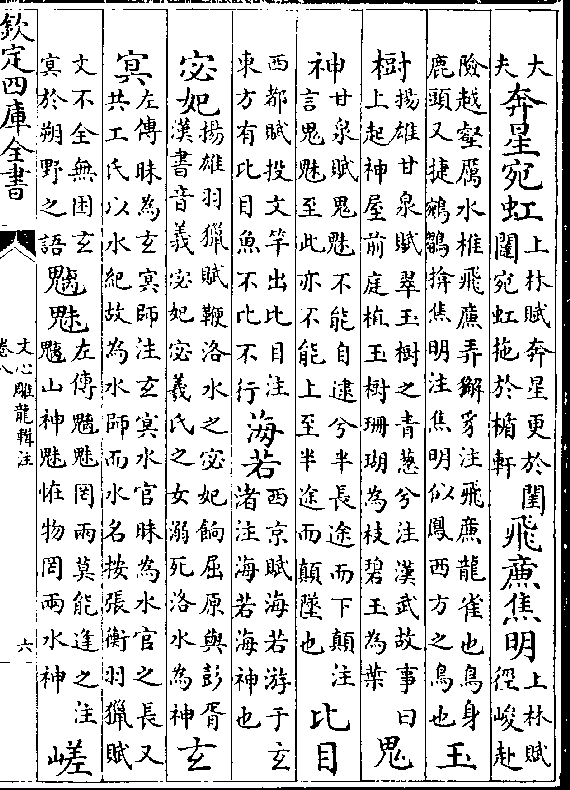 大夫奔星宛虹上林賦奔星更於閨闥宛虹拖於楯軒飛廉焦明上林賦徑峻赴
險越壑厲水椎飛廉弄獬豸注飛廉龍雀也鳥身鹿頭又捷鵷鶵揜焦明注焦明似鳳西方之鳥也玉
樹揚雄甘泉賦翠玉樹之青葱兮注漢武故事曰上起神屋前庭植玉樹珊瑚為枝碧玉為葉鬼
神甘泉賦鬼魅不能自逮兮半長途而下顛注言鬼魅至此亦不能上至半途而顛墜也比目
西都賦投文竿出比目注東方有比目魚不比不行海若西京賦海若游于玄渚注海若海神也
宓妃揚雄羽獵賦鞭洛水之宓妃餉屈原與彭胥漢書音義宓妃宓羲氏之女溺死洛水為神玄
冥左傳昧為玄冥師注玄冥水官昧為水官之長又共工氏以水紀故為水師而水名按張衡羽獵賦
文不全無困玄冥於朔野之語魑魅左傳魑魅罔兩莫能逢之注魑山神魅怪物罔兩水神嵯
欽定四庫全書
文心雕龍輯注
卷八
六